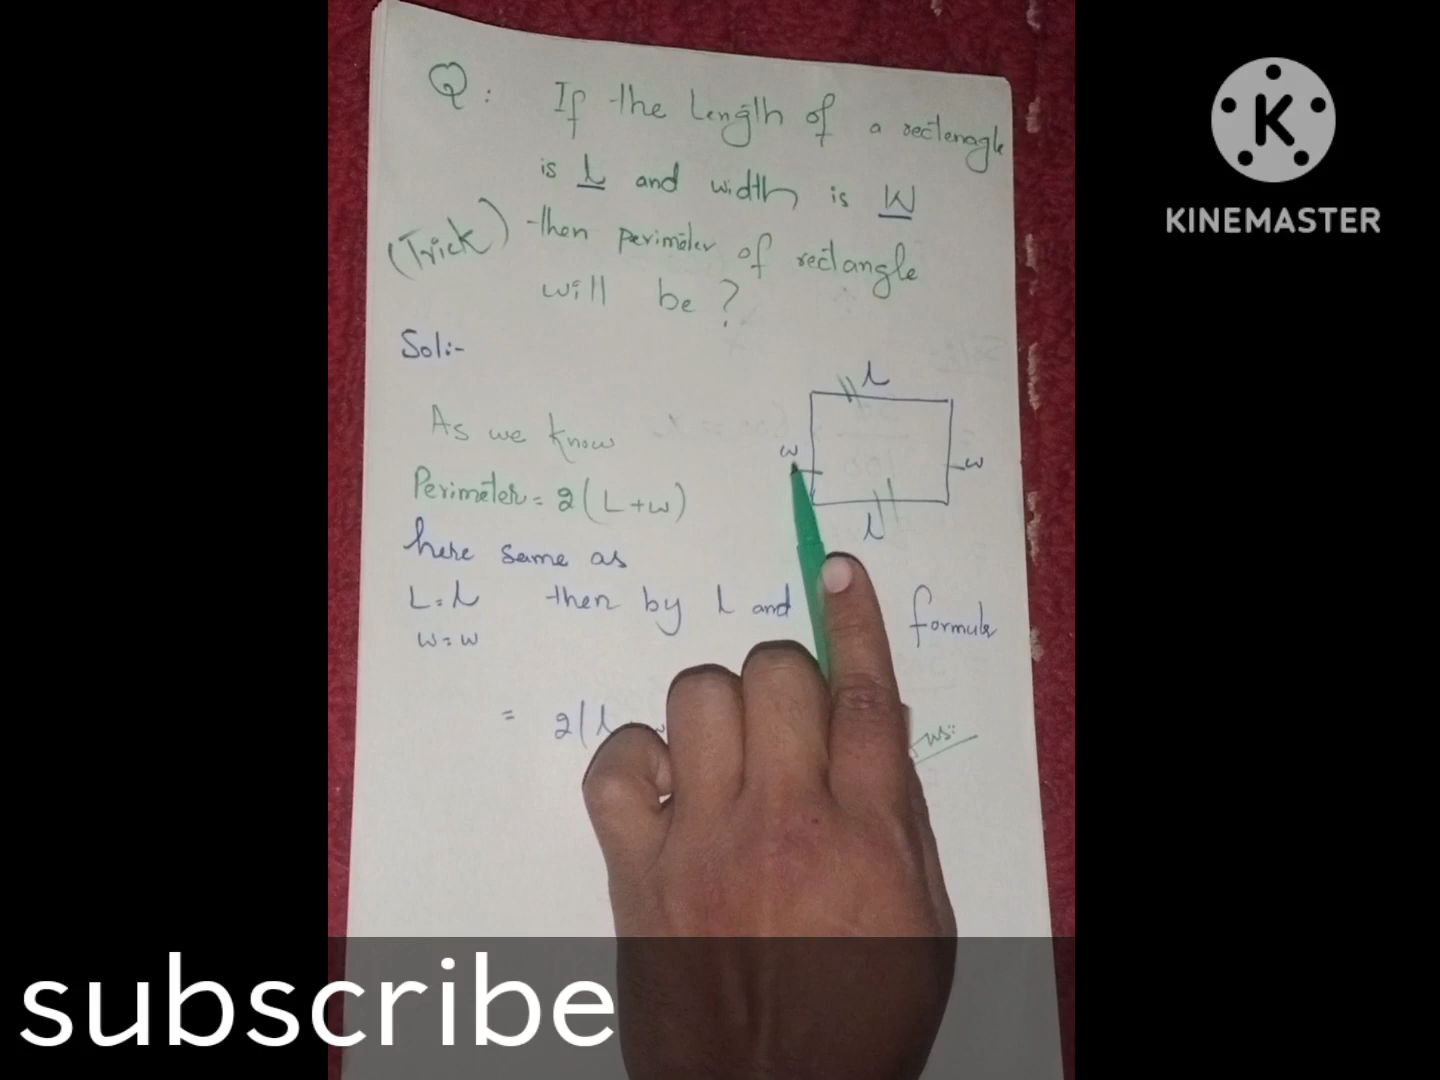 Q: If the Length of a rectenagle
is L and width is W
(Trick) then perimeter of rectangle
will be ?
Sol:-
L
As we know
w
w
Perimeter = 2(L+w)
L
here same as
L = L then by L and formula
w = w
= 2(L w
KINEMASTER
subscribe